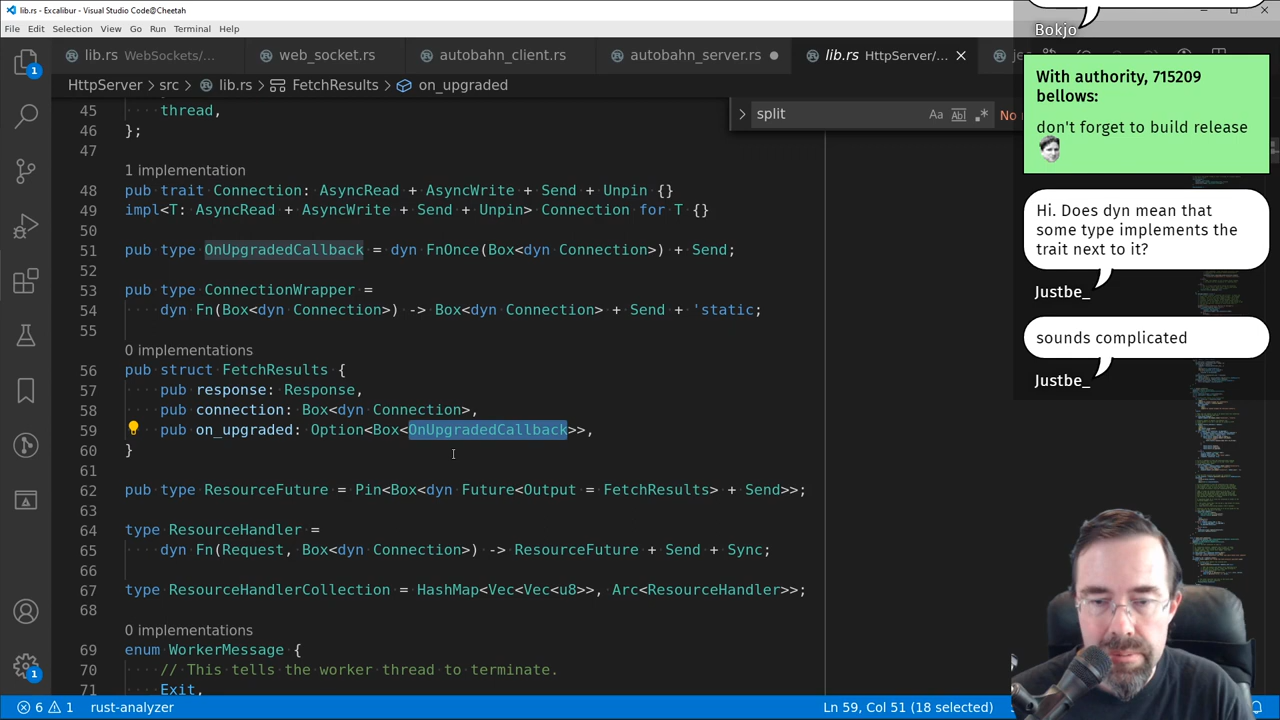 lib.rs - Excalibur - Visual Studio Code@Cheetah
File Edit Selection View Go Run Terminal Help
lib.rs WebSockets/...
web_socket.rs
autobahn_client.rs
autobahn_server.rs
lib.rs HttpServer/...
HttpServer > src > lib.rs > FetchResults > on_upgraded
split
Aa Abl .*
No
45
thread,
46 };
47
1 implementation
48 pub trait Connection: AsyncRead + AsyncWrite + Send + Unpin {}
49 impl<T: AsyncRead + AsyncWrite + Send + Unpin> Connection for T {}
50
51 pub type OnUpgradedCallback = dyn FnOnce(Box<dyn Connection>) + Send;
52
53 pub type ConnectionWrapper =
54 dyn Fn(Box<dyn Connection>) -> Box<dyn Connection> + Send + 'static;
55
0 implementations
56 pub struct FetchResults {
57 pub response: Response,
58 pub connection: Box<dyn Connection>,
59 pub on_upgraded: Option<Box<OnUpgradedCallback>>,
60 }
61
62 pub type ResourceFuture = Pin<Box<dyn Future<Output = FetchResults> + Send>>;
63
64 type ResourceHandler =
65 dyn Fn(Request, Box<dyn Connection>) -> ResourceFuture + Send + Sync;
66
67 type ResourceHandlerCollection = HashMap<Vec<Vec<u8>>, Arc<ResourceHandler>>;
68
0 implementations
69 enum WorkerMessage {
70 // This tells the worker thread to terminate.
71 Exit,
Bokjo
With authority, 715209
bellows:
don't forget to build release
Hi. Does dyn mean that
some type implements the
trait next to it?
Justbe_
sounds complicated
Justbe_
1
1
6 1 rust-analyzer
Ln 59, Col 51 (18 selected)